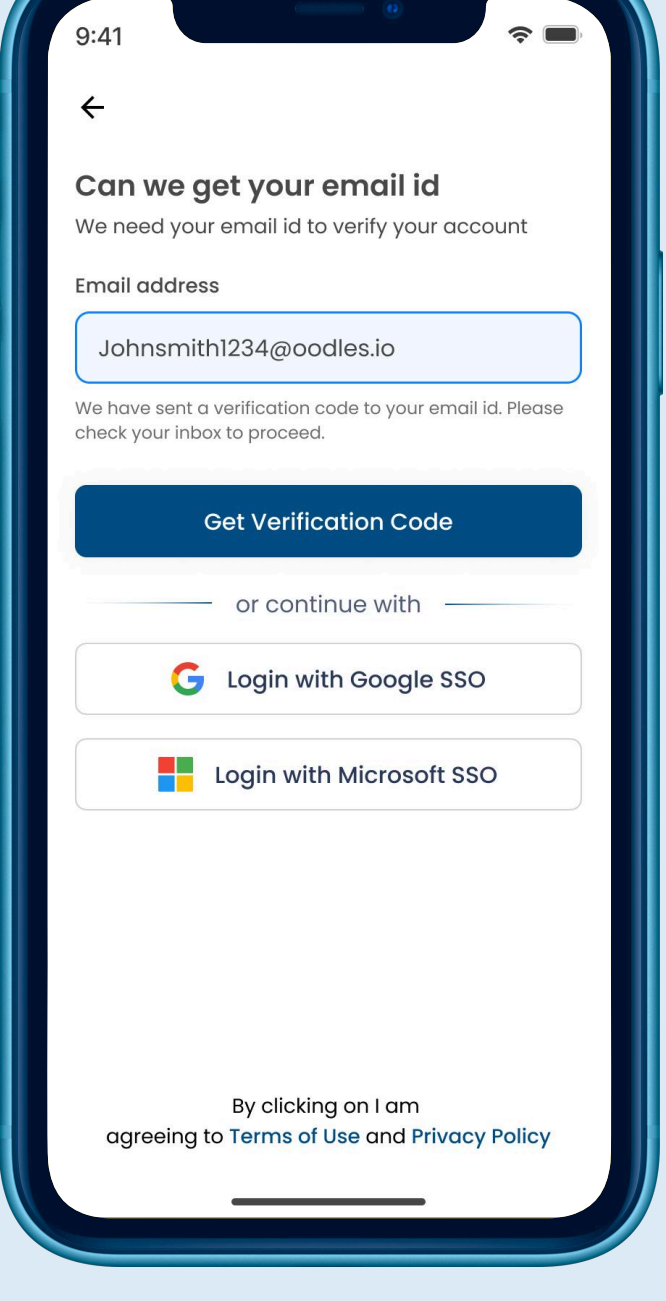 9:41
Can we get your email id
We need your email id to verify your account
Email address
Johnsmith1234@oodles.io
We have sent a verification code to your email id. Please
check your inbox to proceed.
Get Verification Code
or continue with
Login with Google SSO
Login with Microsoft SSO
By clicking on I am
agreeing to Terms of Use and Privacy Policy